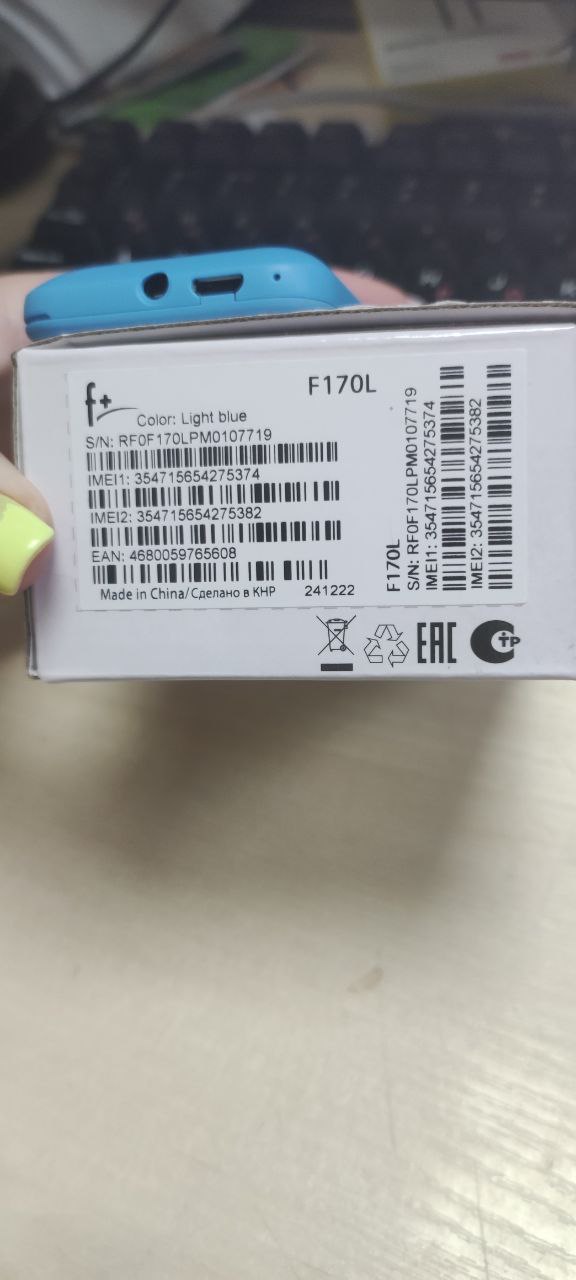 f+
F170L
Color: Light blue
S/N: RF0F170LPM0107719
IMEI1: 354715654275374
IMEI2: 354715654275382
EAN: 4680059765608
Made in China/Сделано в КНР 241222
F170L
S/N: RF0F170LPM0107719
IMEI1: 354715654275374
IMEI2: 354715654275382
EAC
СТР